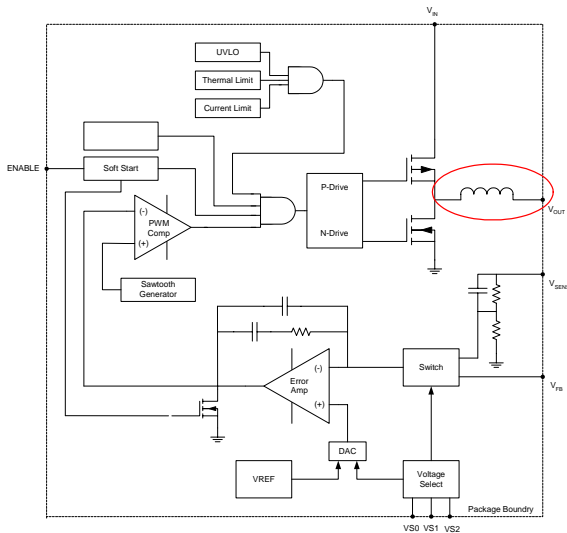 VIN
UVLO
Thermal Limit
Current Limit
ENABLE
Soft Start
P-Drive
N-Drive
VOUT
(-)
PWM
Comp
(+)
Sawtooth
Generator
VSENS
(-)
Error
Amp
(+)
Switch
VFB
DAC
VREF
Voltage
Select
Package Boundry
VS0 VS1 VS2